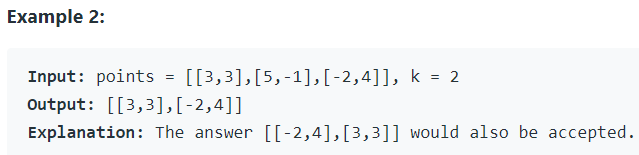 Example 2:
Input: points = [[3,3],[5,-1],[-2,4]], k = 2
Output: [[3,3],[-2,4]]
Explanation: The answer [[-2,4],[3,3]] would also be accepted.